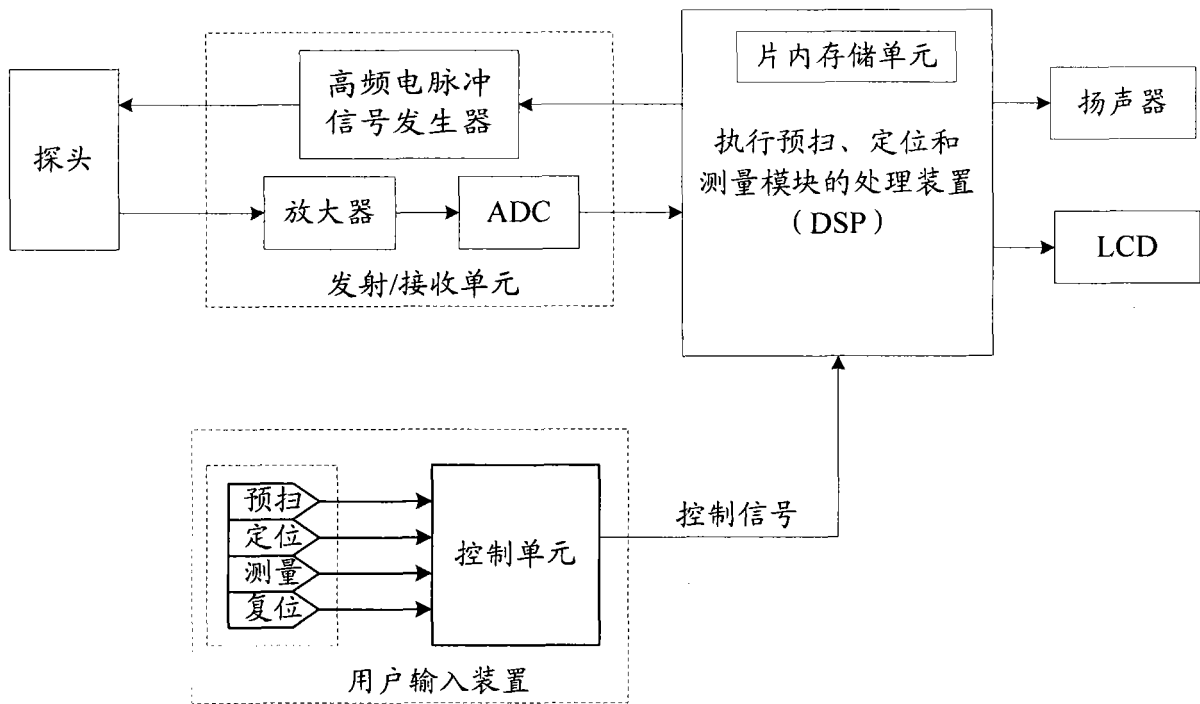 探头
高频电脉冲
信号发生器
放大器
ADC
发射/接收单元
片内存储单元
执行预扫、定位和
测量模块的处理装置
（DSP）
扬声器
LCD
预扫
定位
测量
复位
控制单元
控制信号
用户输入装置